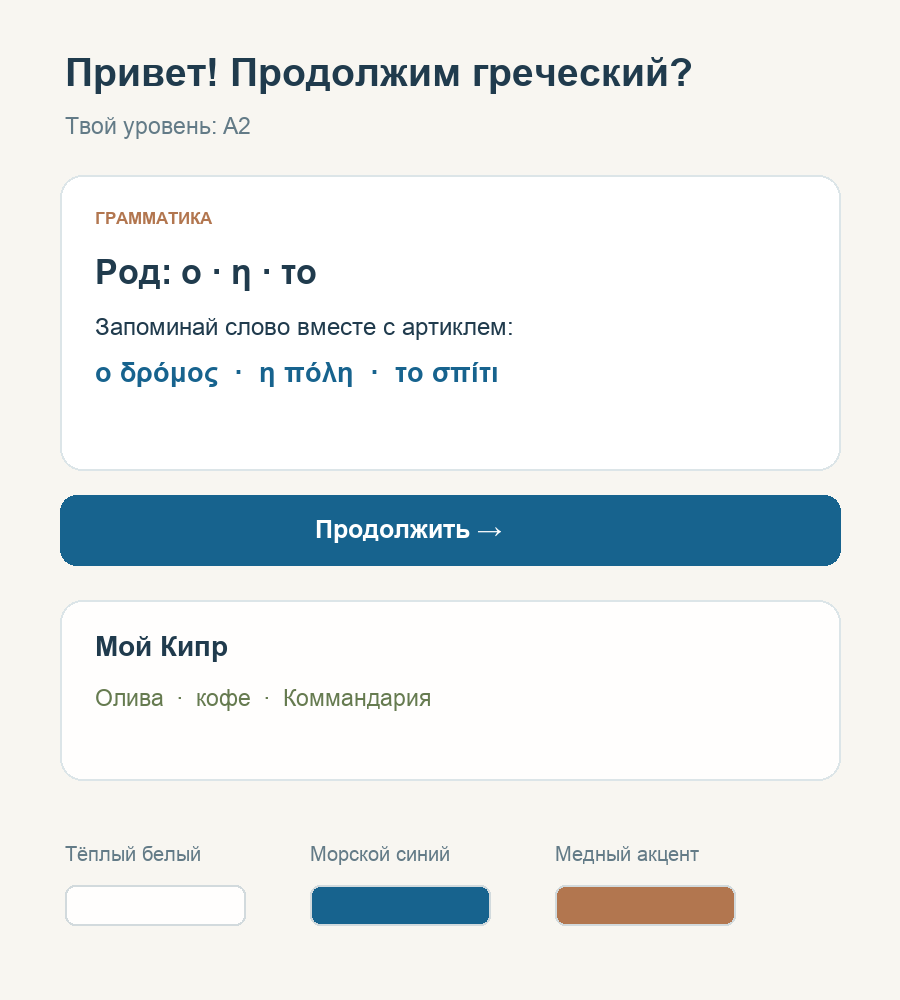 Привет! Продолжим греческий?
Твой уровень: A2
ГРАММАТИКА
Род: ο · η · το
Запоминай слово вместе с артиклем:
ο δρόμος · η πόλη · το σπίτι
Продолжить →
Мой Кипр
Олива · кофе · Коммандария
Тёплый белый
Морской синий
Медный акцент